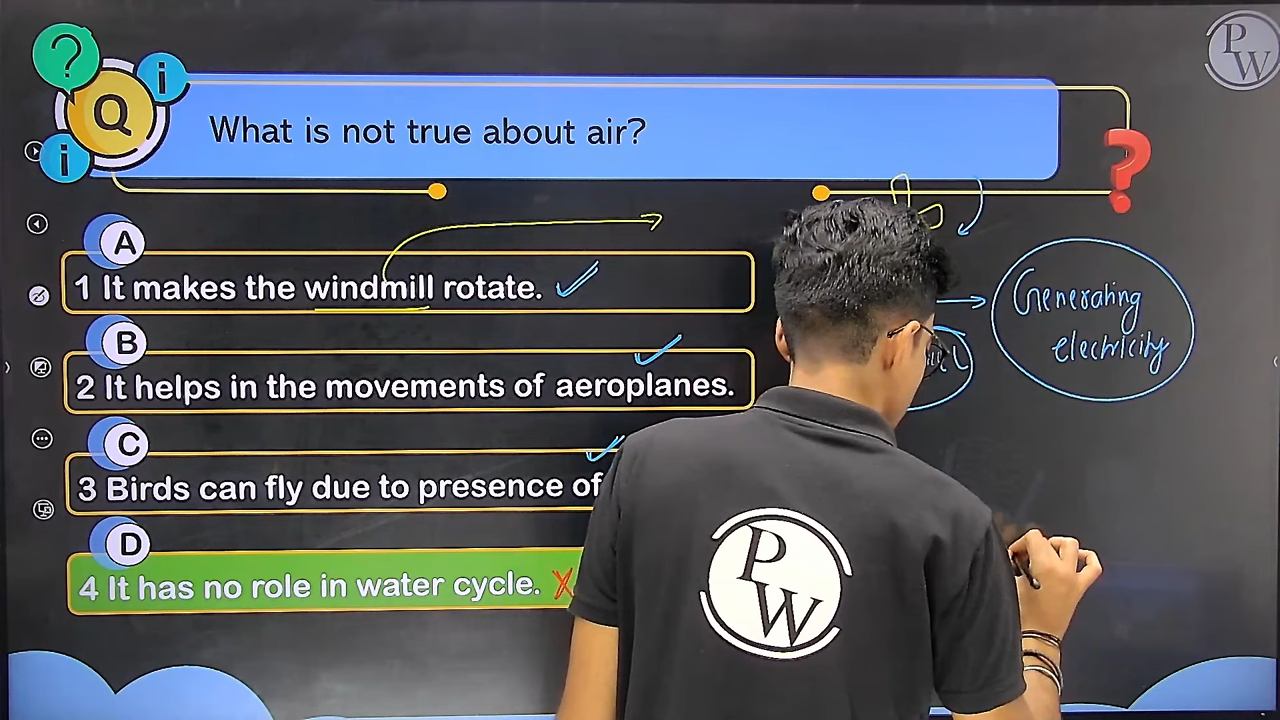 PW
Q
What is not true about air?
A
1 It makes the windmill rotate.
B
2 It helps in the movements of aeroplanes.
C
3 Birds can fly due to presence of
D
4 It has no role in water cycle.
Generating
electricity
PW